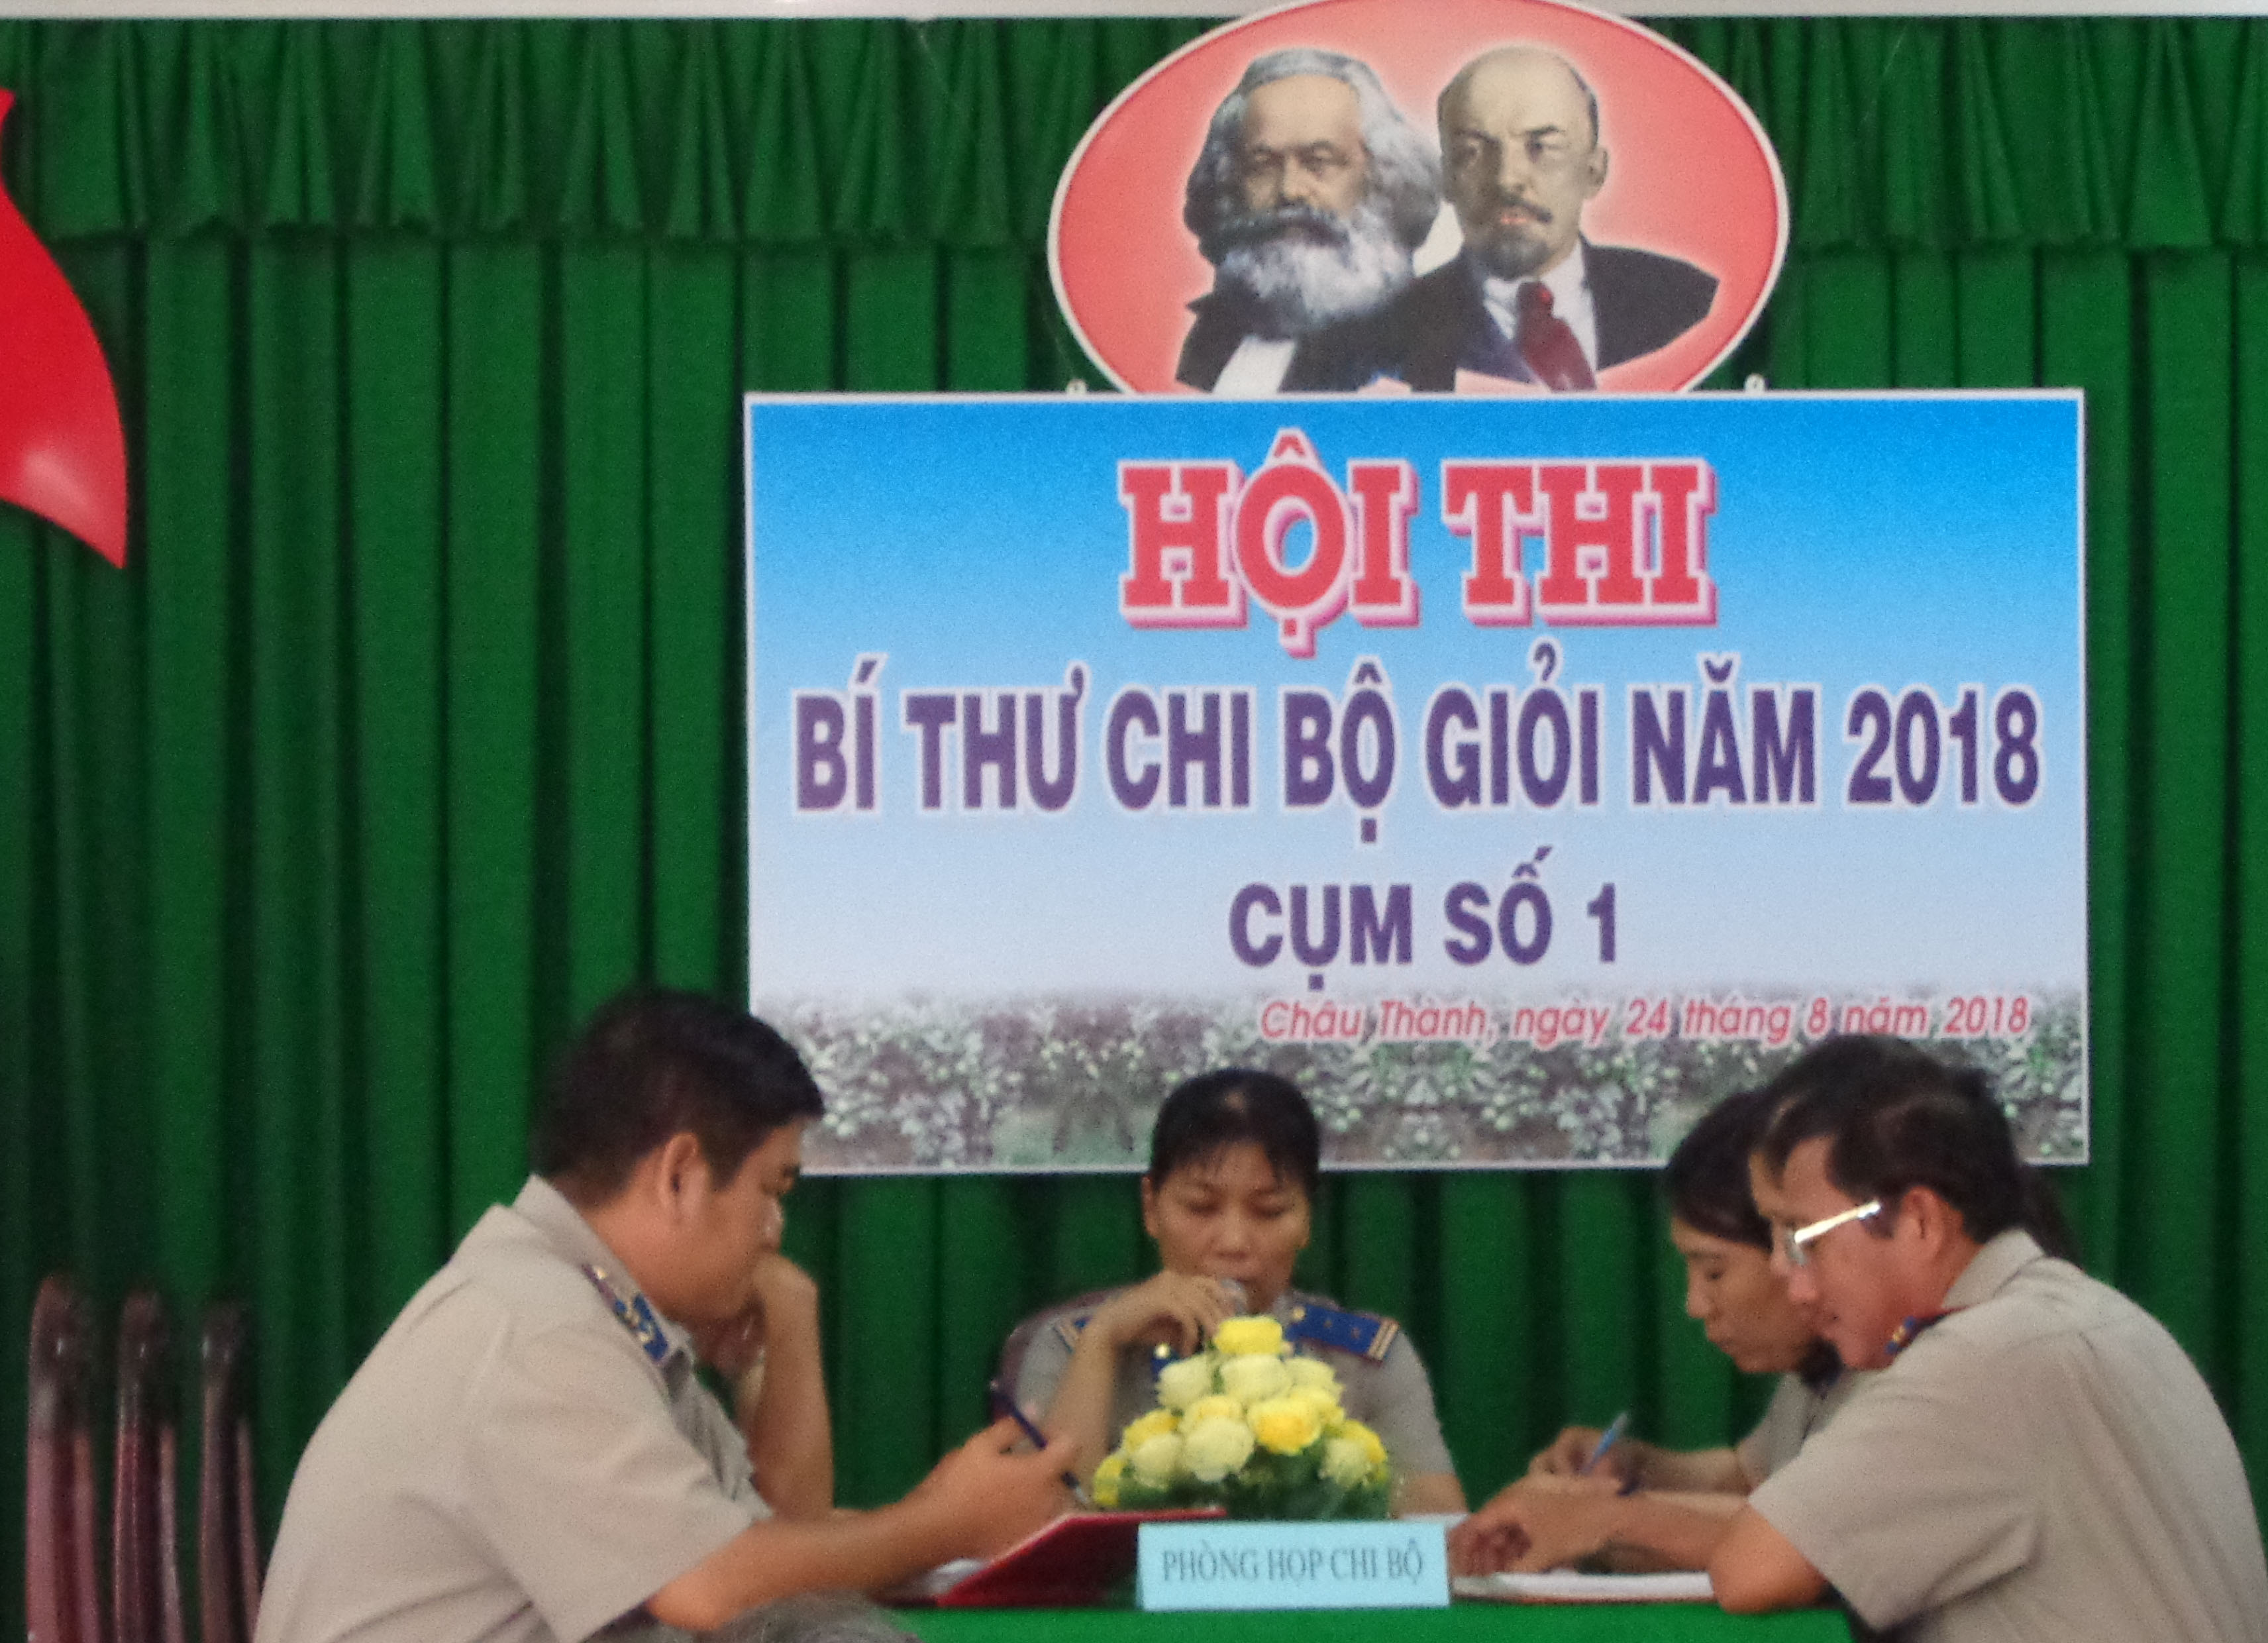 HỘI THI
BÍ THƯ CHI BỘ GIỎI NĂM 2018
CỤM SỐ 1
Châu Thành, ngày 24 tháng 8 năm 2018
PHÒNG HỌP CHI BỘ